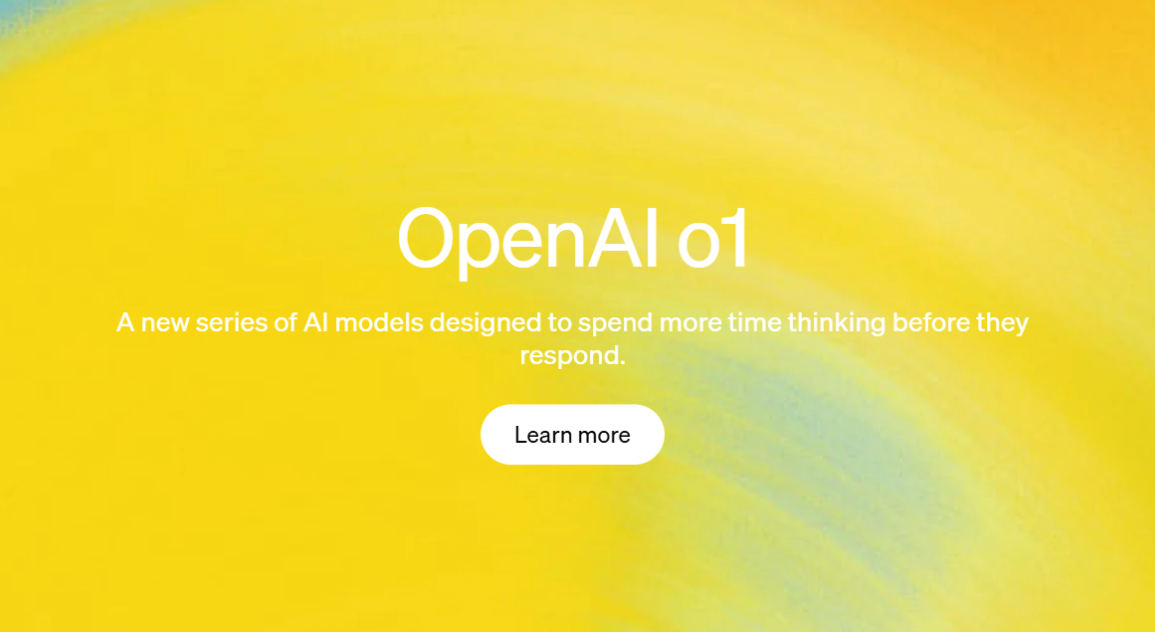 OpenAI o1
A new series of AI models designed to spend more time thinking before they
respond.
Learn more